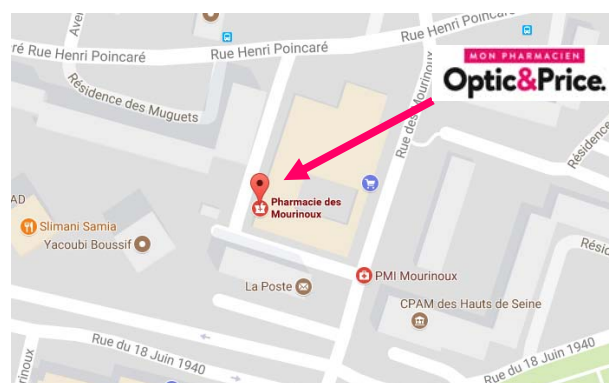 Ave
Rue Henri Poincaré
ré Rue Henri Poincaré
Rue Henri Poincaré
MON PHARMACIEN
Optic&Price.
Résidence des Muguets
Rue des Mourinoux
Résidence
AD
Pharmacie des
Mourinoux
Slimani Samia
Yacoubi Boussif
Résid
PMI Mourinoux
La Poste
CPAM des Hauts de Seine
Rue du 18 Juin 1940
Rue du 18 Juin 1940
rinoux